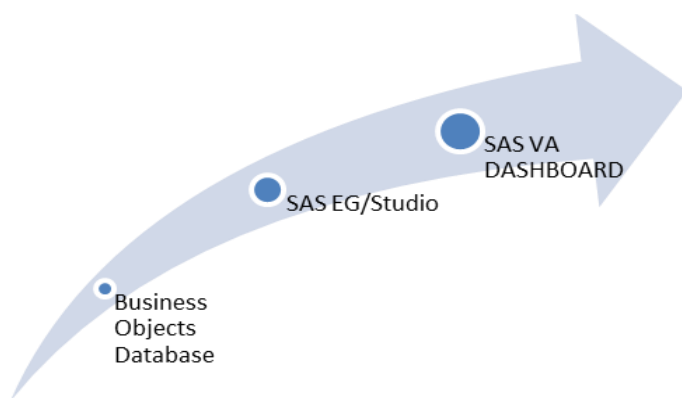 SAS VA
DASHBOARD
SAS EG/Studio
Business
Objects
Database